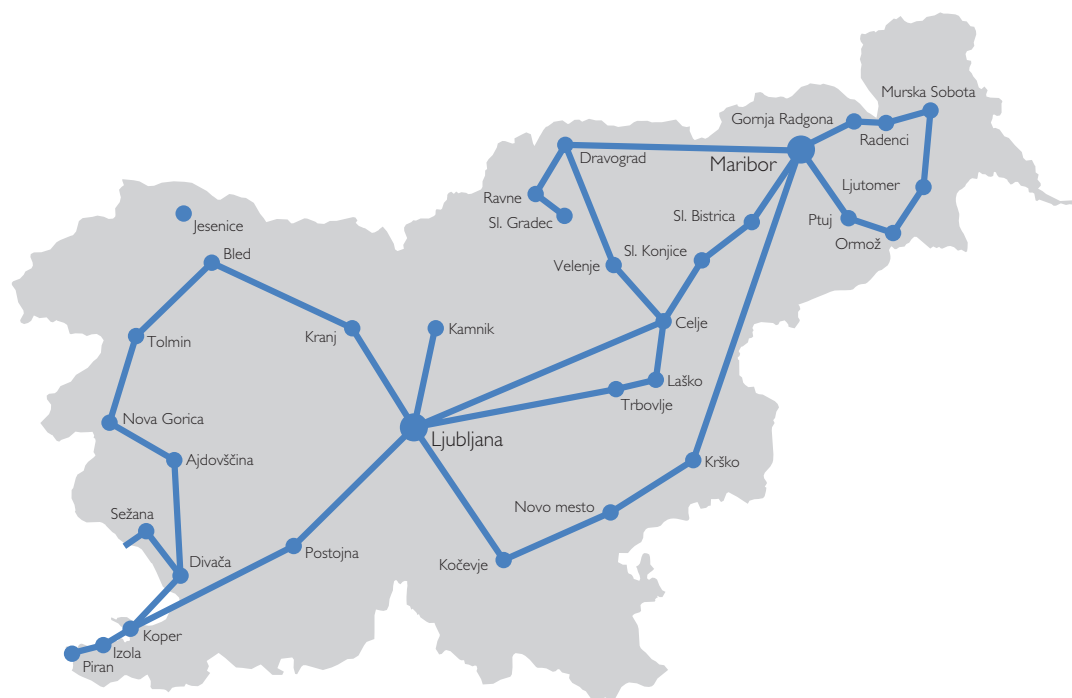 Murska Sobota
Gornja Radgona
Radenci
Dravograd
Maribor
Ljutomer
Ravne
Sl. Gradec
Sl. Bistrica
Ptuj
Ormož
Jesenice
Bled
Velenje
Sl. Konjice
Tolmin
Kranj
Kamnik
Celje
Laško
Trbovlje
Nova Gorica
Ljubljana
Ajdovščina
Krško
Sežana
Novo mesto
Divača
Postojna
Kočevje
Koper
Izola
Piran